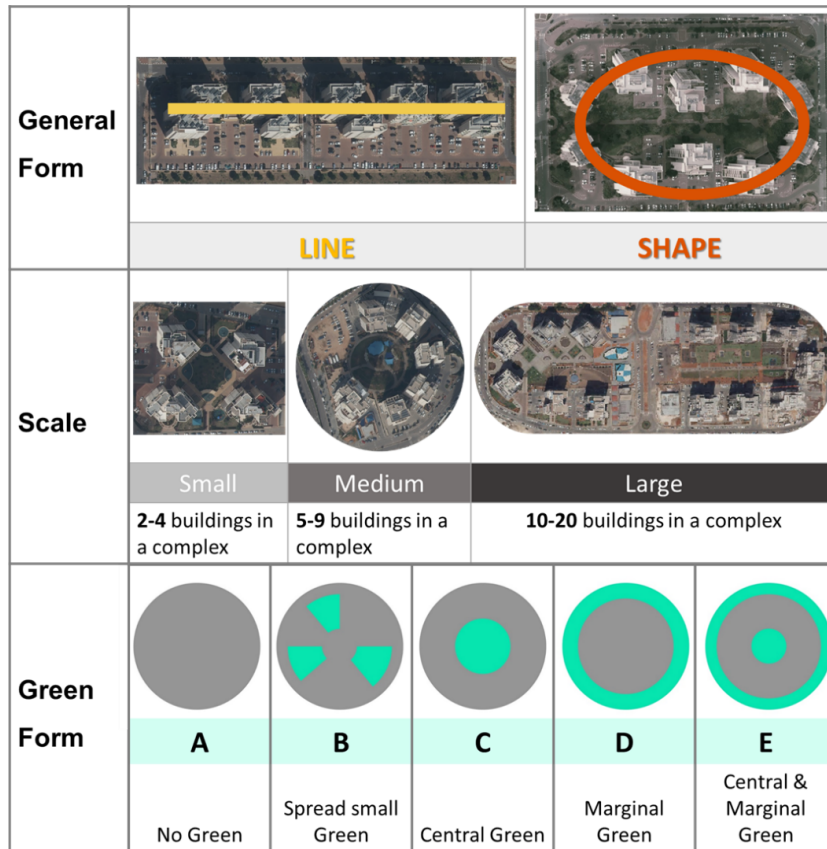 General
Form
LINE
SHAPE
Scale
Small
Medium
Large
2-4 buildings in
a complex
5-9 buildings in a
complex
10-20 buildings in a complex
Green
Form
A
B
C
D
E
No Green
Spread small
Green
Central Green
Marginal
Green
Central &
Marginal
Green